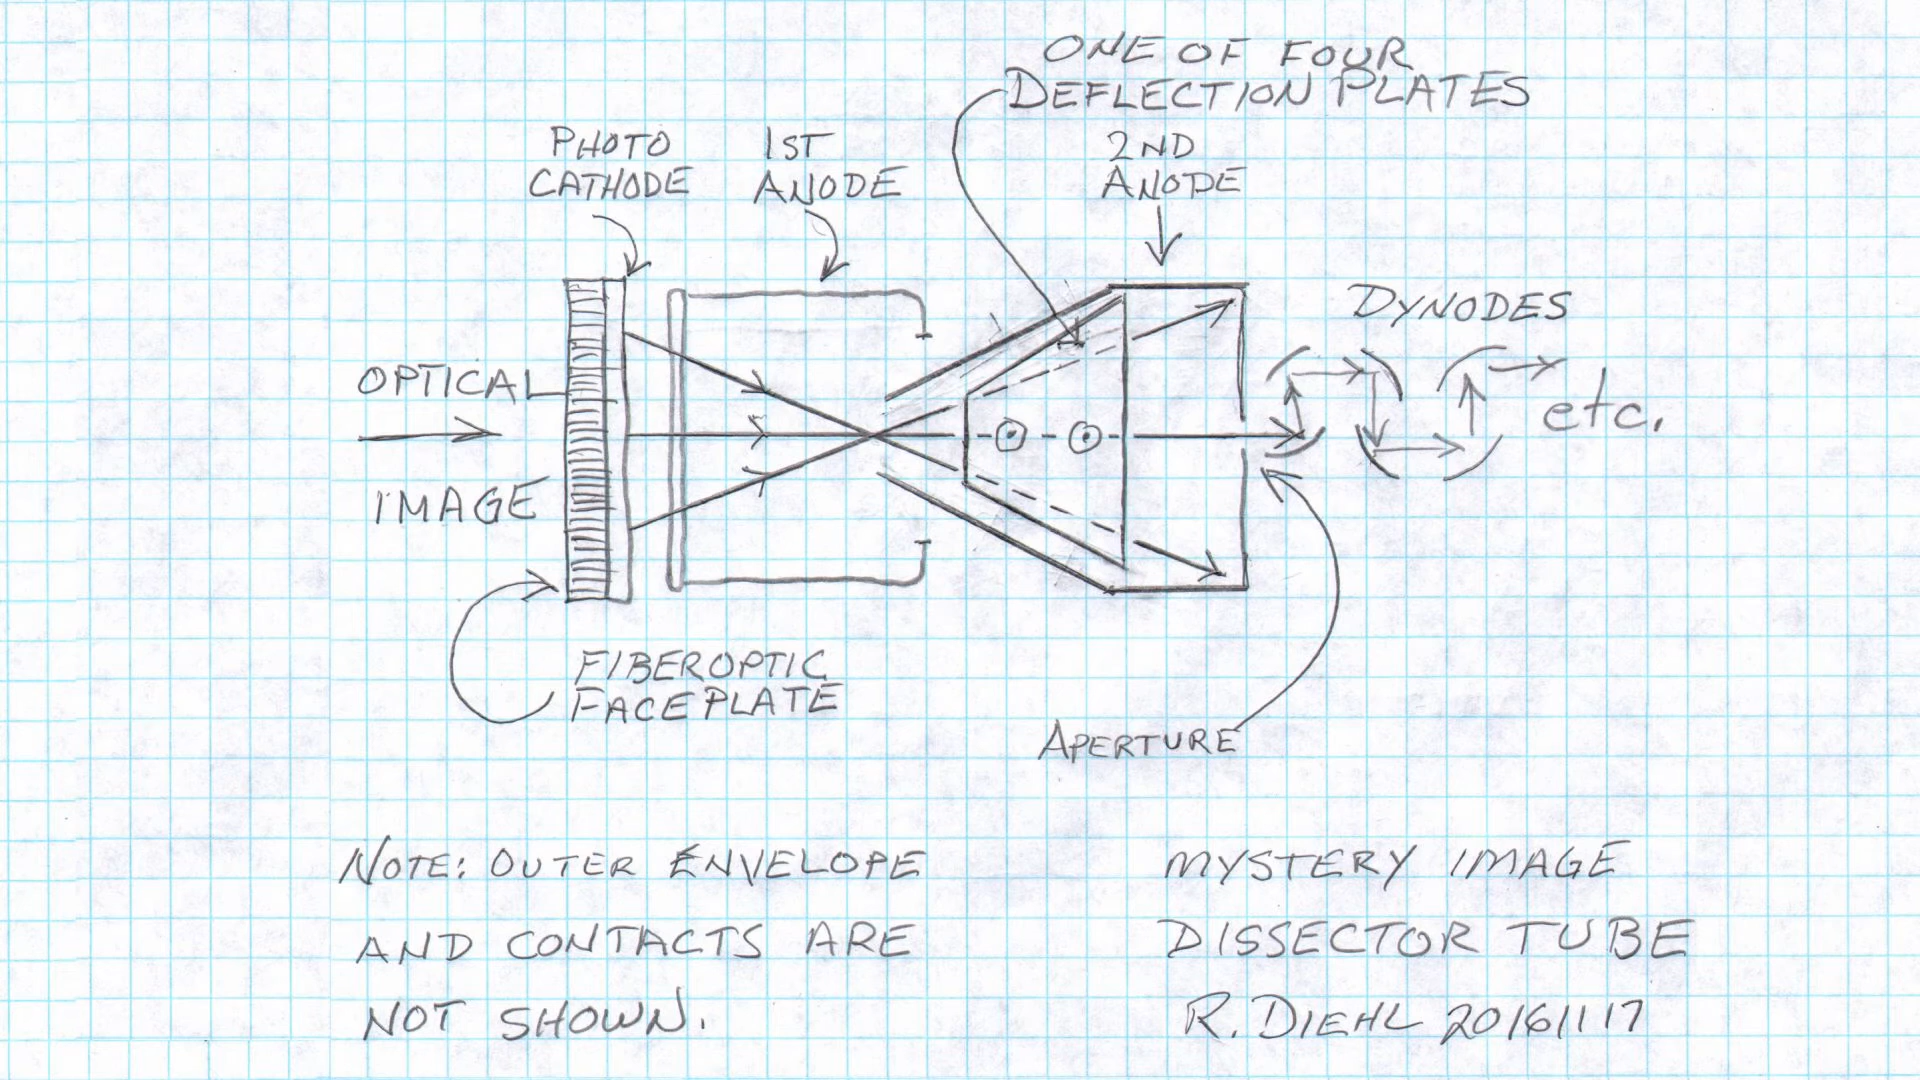 ONE OF FOUR
DEFLECTION PLATES
PHOTO
CATHODE
1ST
ANODE
2ND
ANODE
DYNODES
OPTICAL
IMAGE
etc.
FIBEROPTIC
FACEPLATE
APERTURE
NOTE: OUTER ENVELOPE
AND CONTACTS ARE
NOT SHOWN.
MYSTERY IMAGE
DISSECTOR TUBE
R. DIEHL 20161117